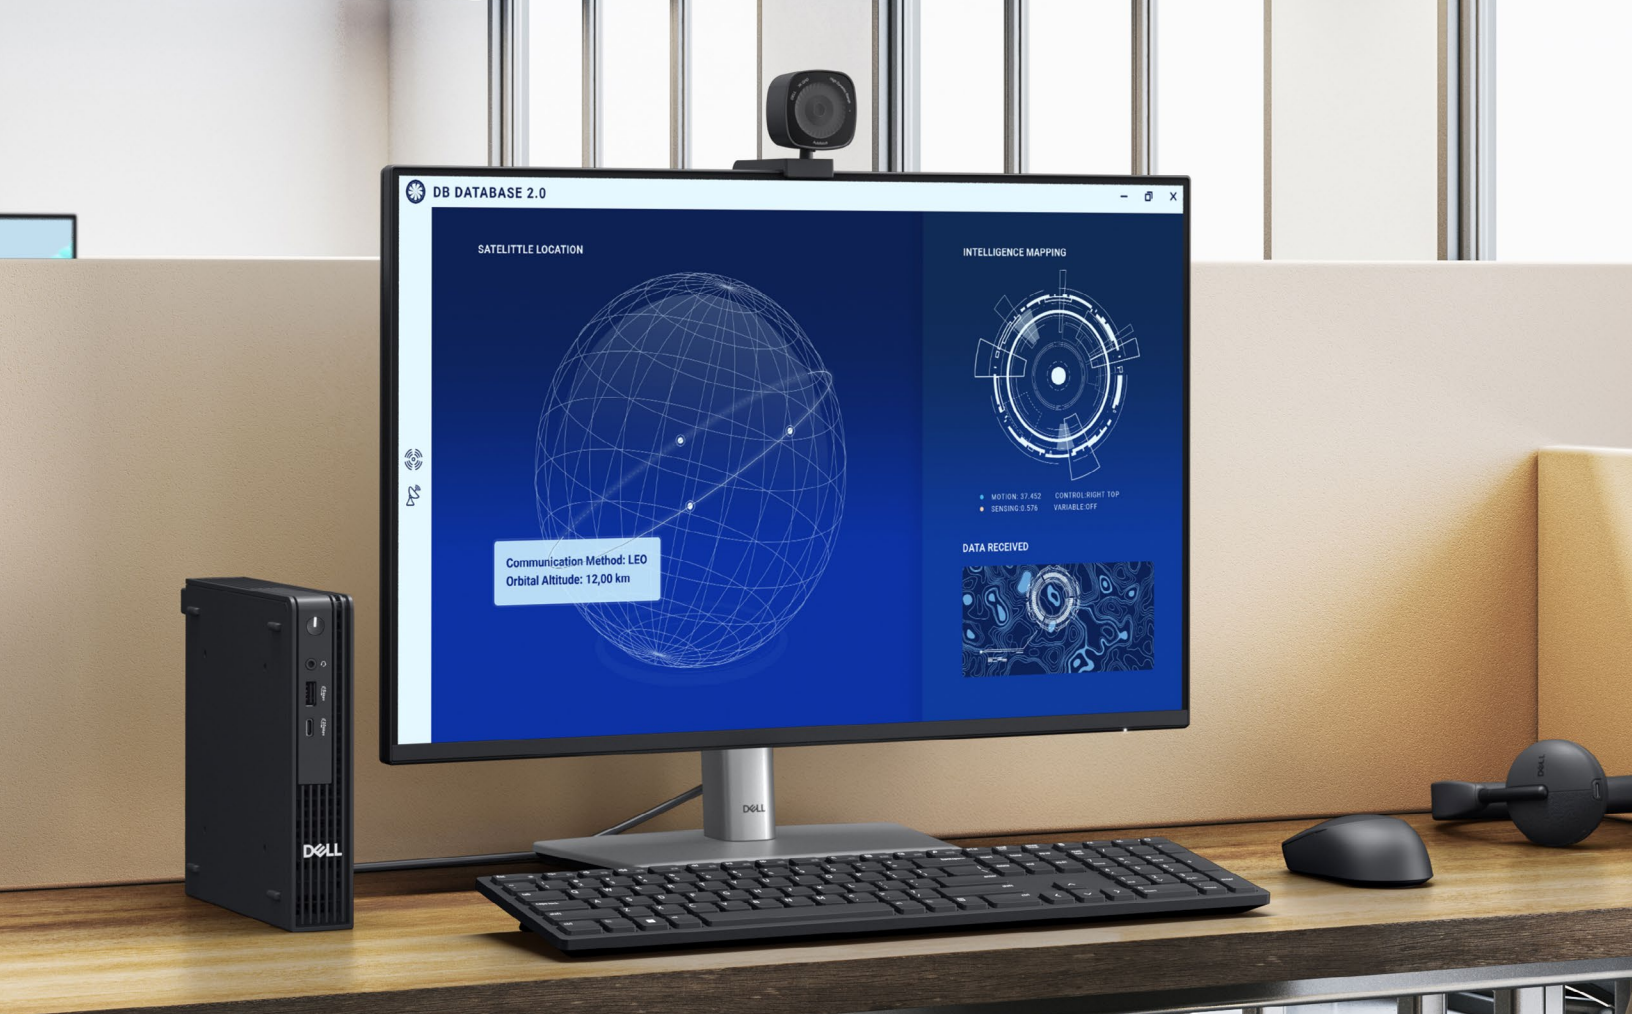 DB DATABASE 2.0
SATELITTLE LOCATION
Communication Method: LEO
Orbital Altitude: 12,00 km
INTELLIGENCE MAPPING
MOTION: 37.452 CONTROL:RIGHT TOP
SENSING:0.576 VARIABLE:OFF
DATA RECEIVED
DELL
DELL
DELL